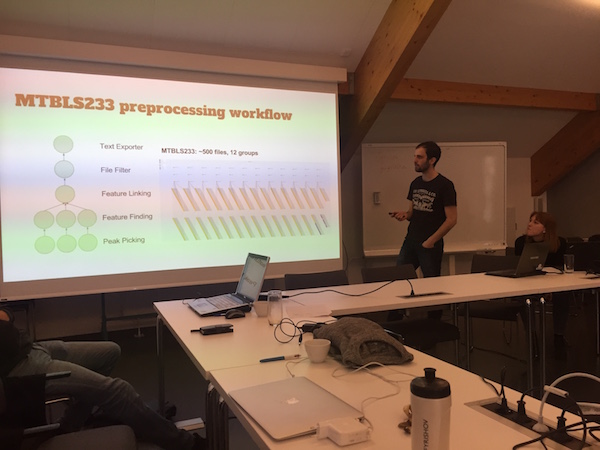 MTBLS233 preprocessing workflow
Text Exporter
MTBLS233: ~500 files, 12 groups
File Filter
Feature Linking
Feature Finding
Peak Picking